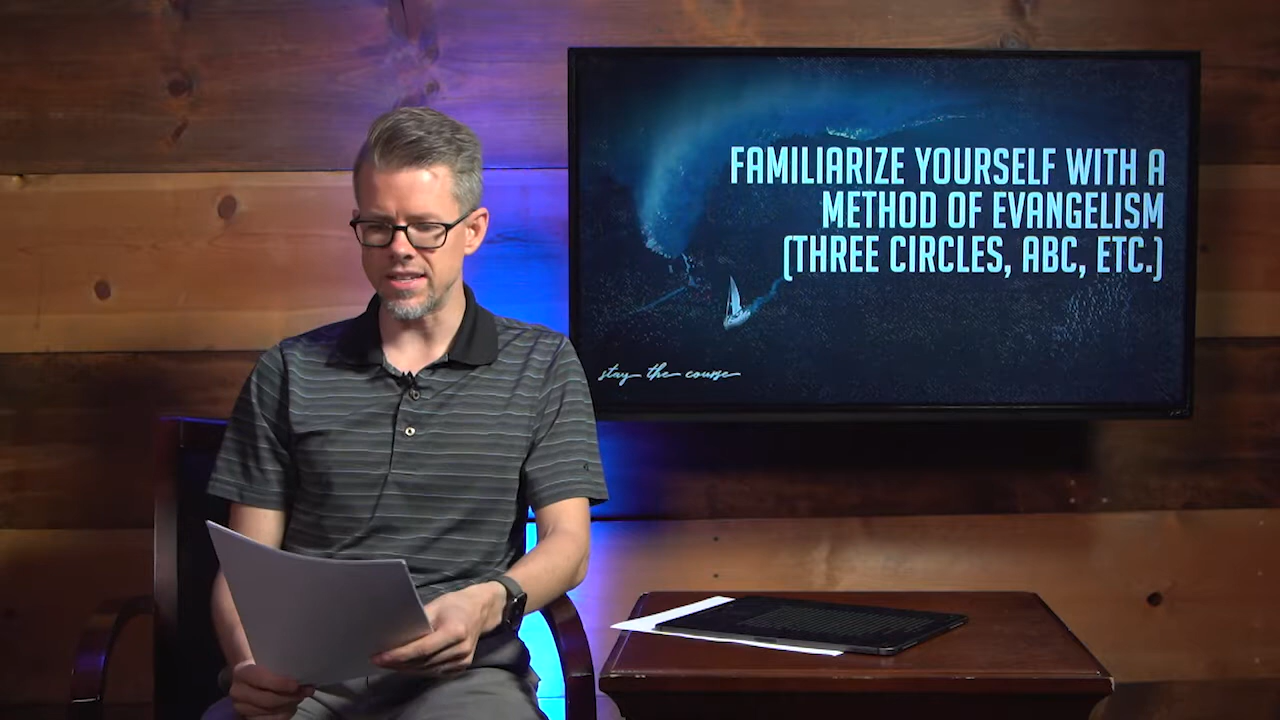 FAMILIARIZE YOURSELF WITH A
METHOD OF EVANGELISM
(THREE CIRCLES, ABC, ETC.)
stay the course